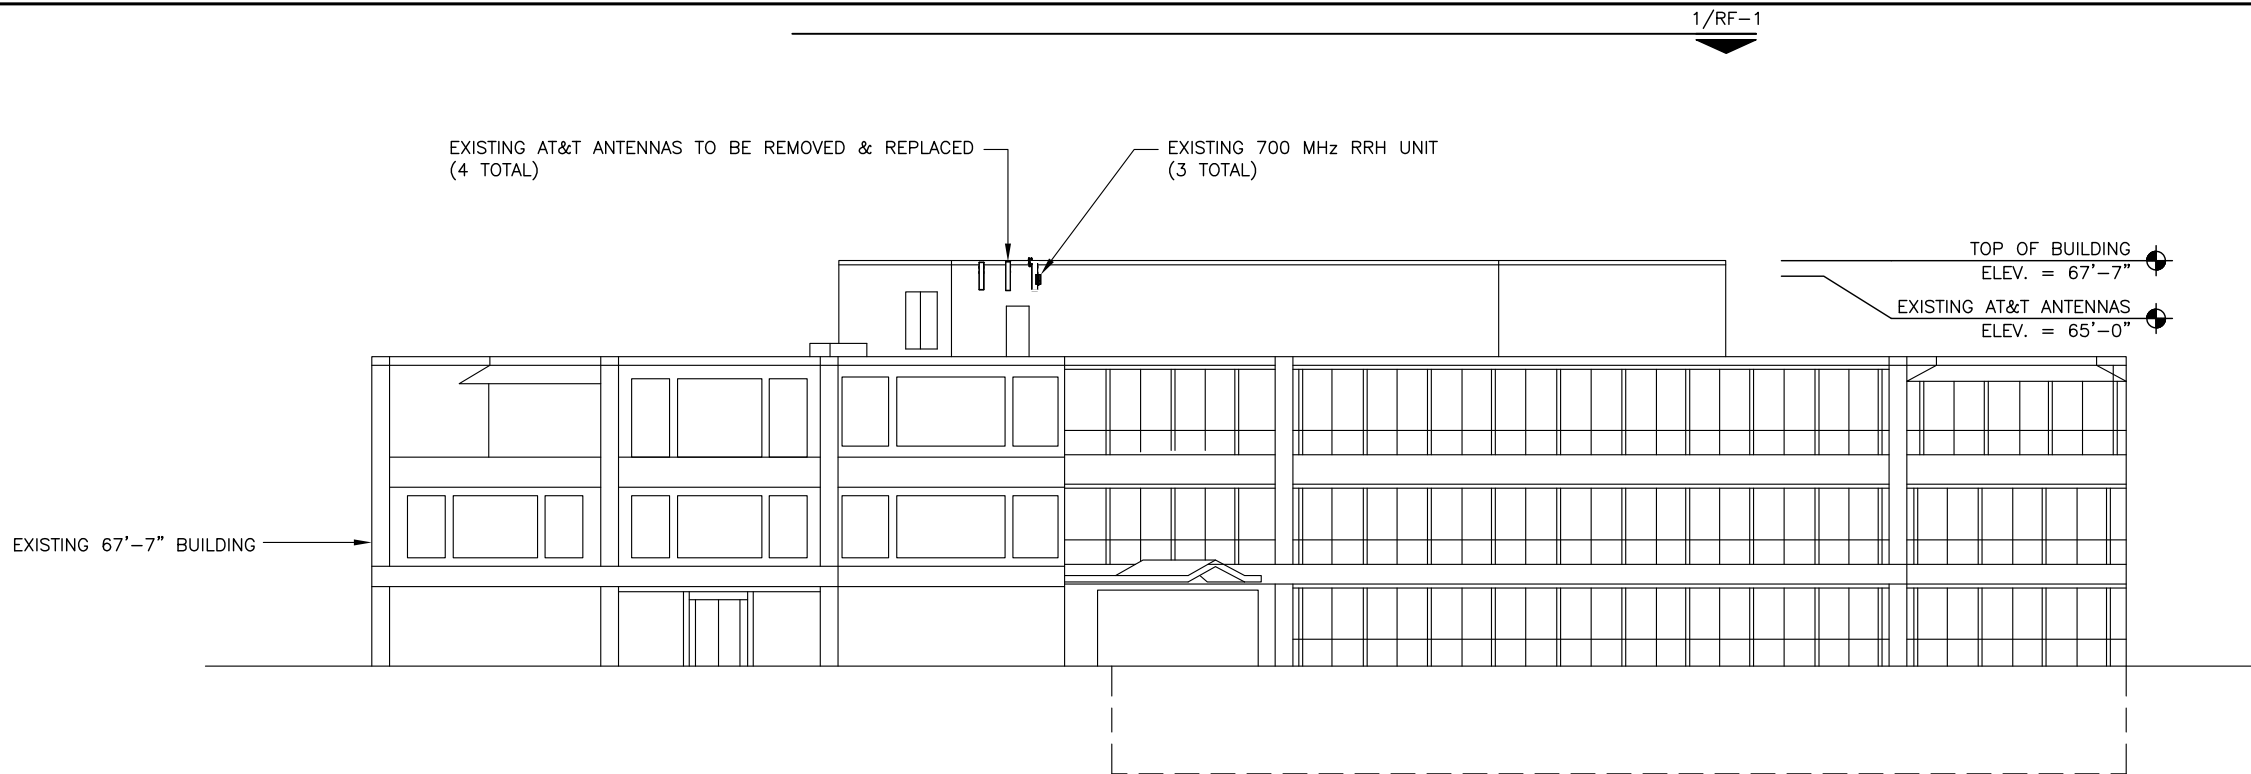 1/RF-1
EXISTING AT&T ANTENNAS TO BE REMOVED & REPLACED
(4 TOTAL)
EXISTING 700 MHz RRH UNIT
(3 TOTAL)
TOP OF BUILDING
ELEV. = 67'-7"
EXISTING AT&T ANTENNAS
ELEV. = 65'-0"
EXISTING 67'-7" BUILDING